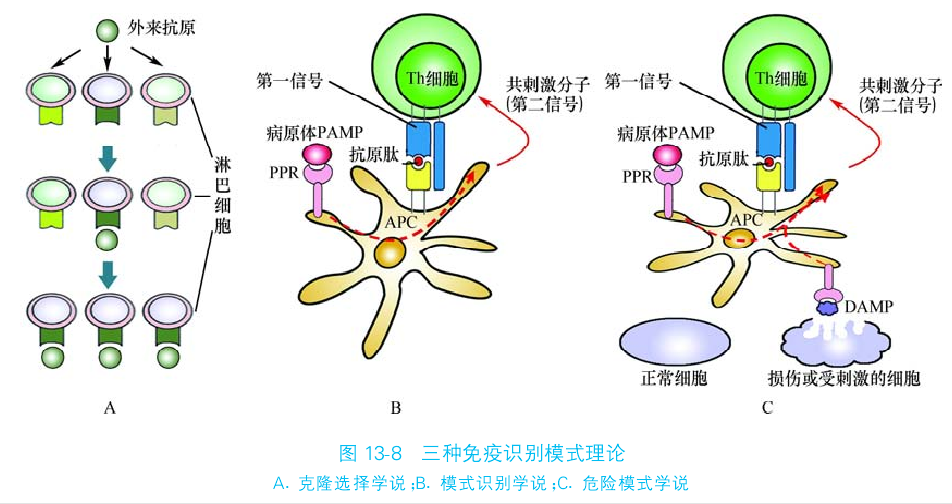 外来抗原
淋巴细胞
A
Th细胞
第一信号
共刺激分子
(第二信号)
病原体PAMP
抗原肽
PPR
APC
B
Th细胞
第一信号
共刺激分子
(第二信号)
病原体PAMP
抗原肽
PPR
APC
DAMP
正常细胞
损伤或受刺激的细胞
C
图 13-8 三种免疫识别模式理论
A. 克隆选择学说;B. 模式识别学说;C. 危险模式学说